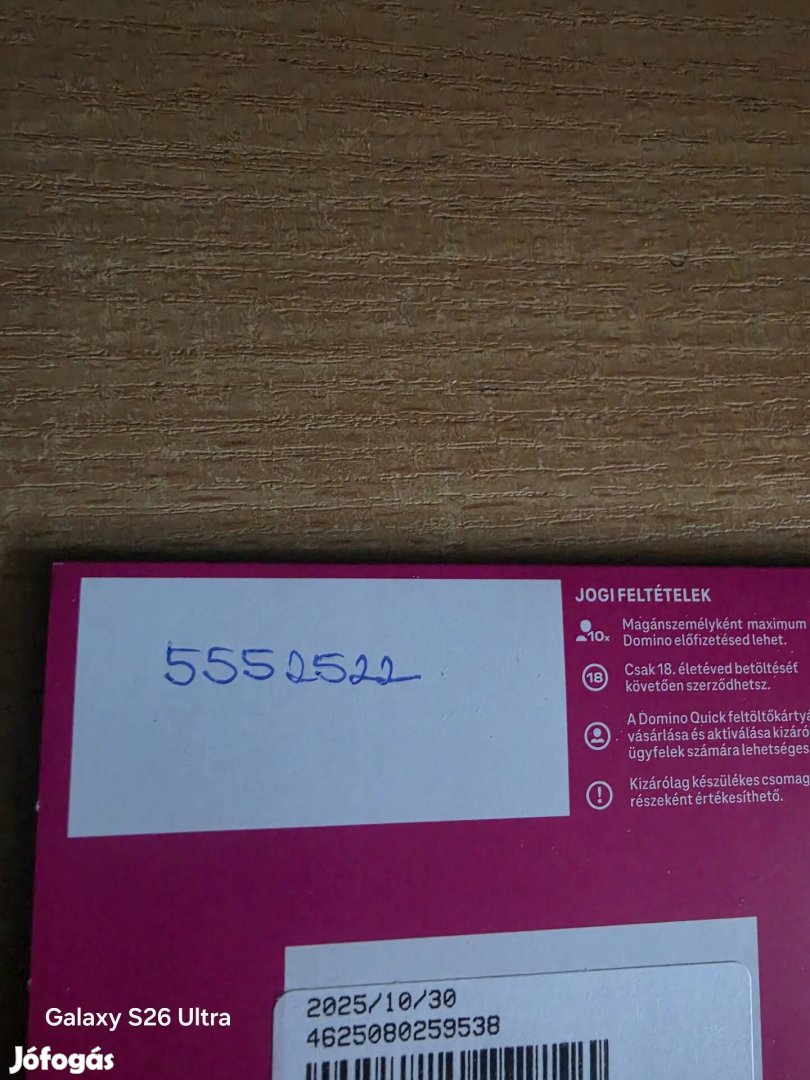 5552522
JOGI FELTÉTELEK
10x
Magánszemélyként maximum
Domino előfizetésed lehet.
18
Csak 18. életéved betöltését
követően szerződhetsz.
A Domino Quick feltöltőkártyá
vásárlása és aktiválása kizáró
ügyfelek számára lehetséges
Kizárólag készülékes csomag
részeként értékesíthető.
2025/10/30
4625080259538
Galaxy S26 Ultra
Jófogás